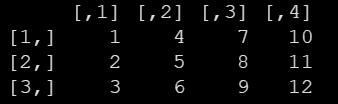 [,1] [,2] [,3] [,4]
[1,] 1 4 7 10
[2,] 2 5 8 11
[3,] 3 6 9 12